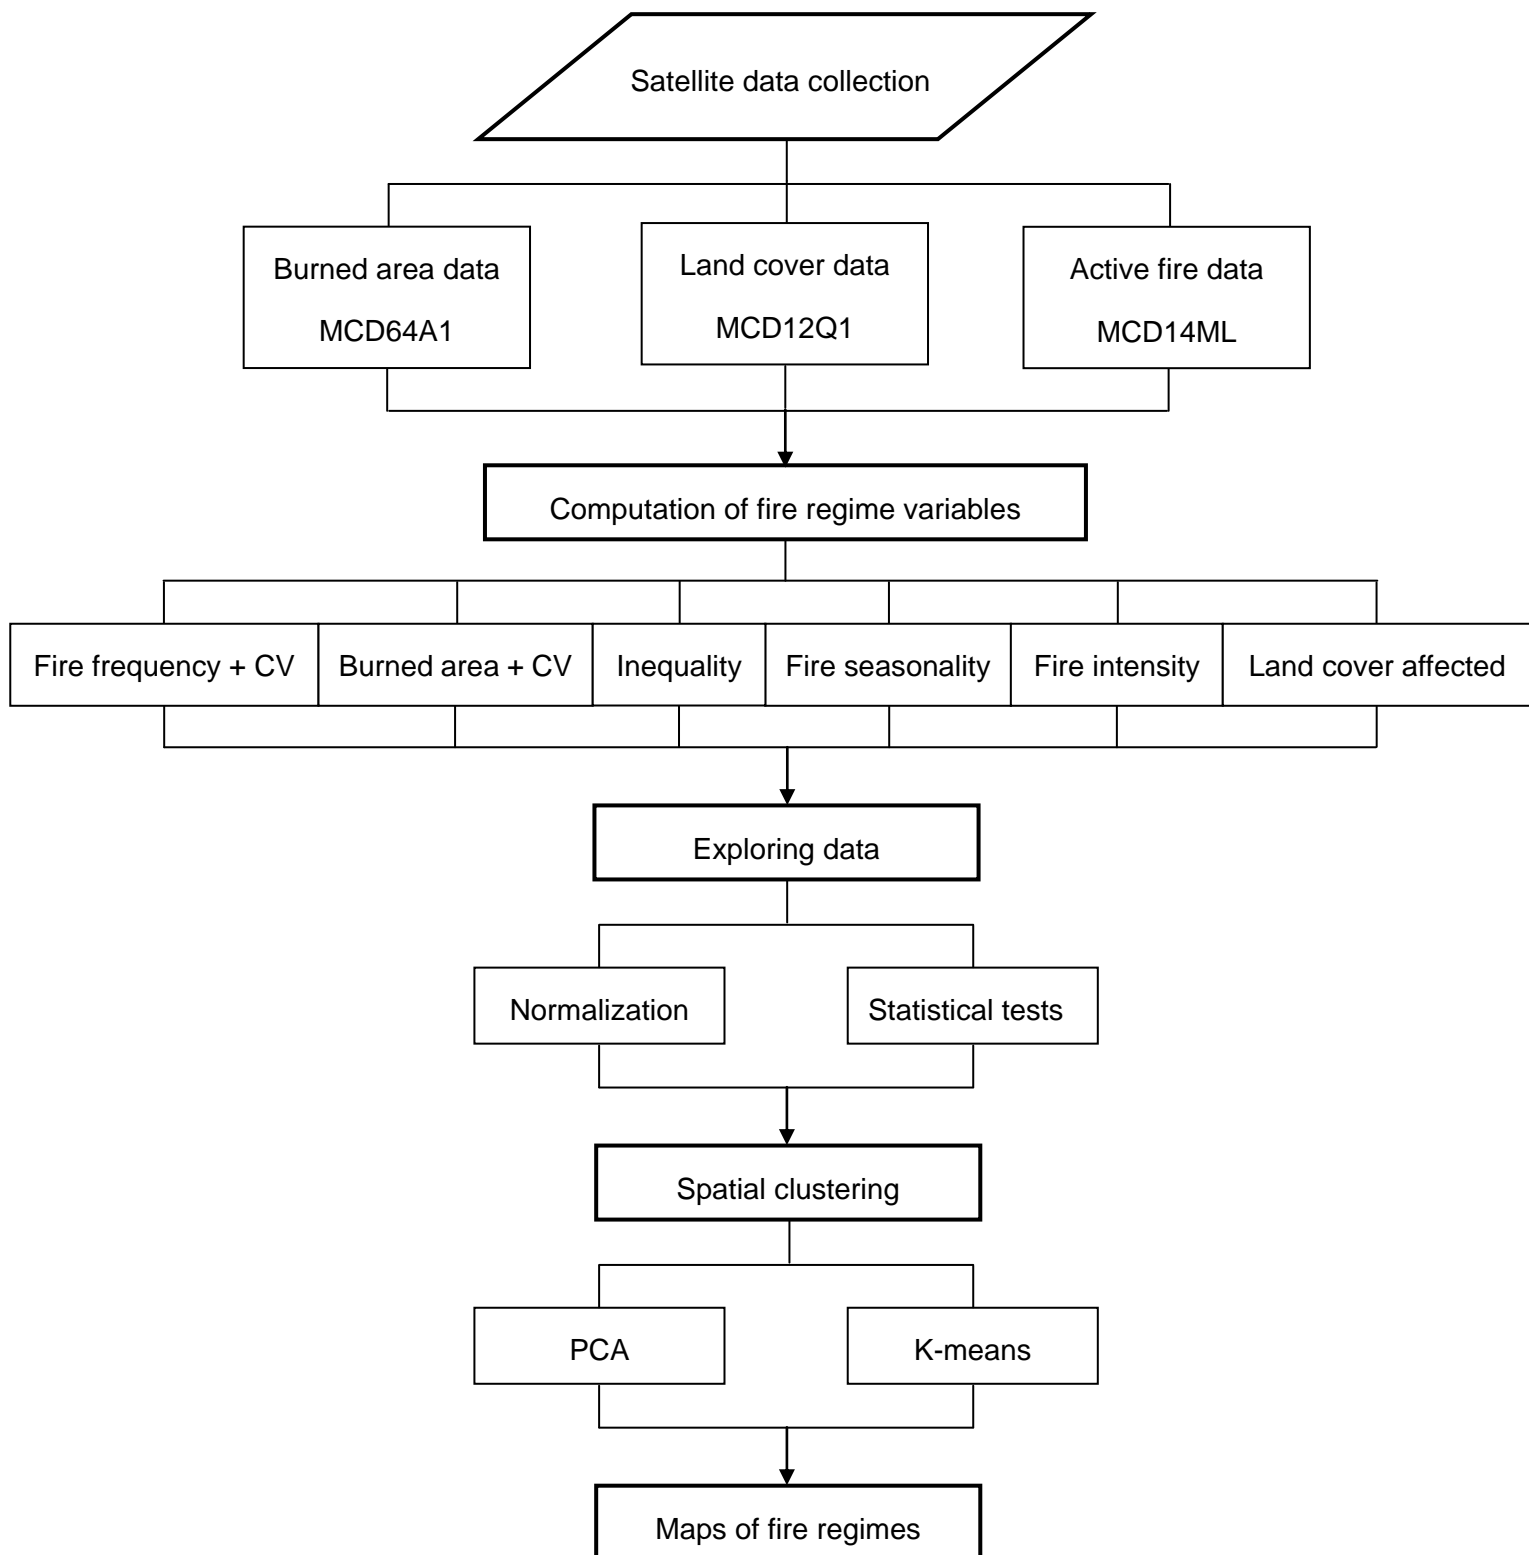 Satellite data collection
Burned area data
MCD64A1
Land cover data
MCD12Q1
Active fire data
MCD14ML
Computation of fire regime variables
Fire frequency + CV
Burned area + CV
Inequality
Fire seasonality
Fire intensity
Land cover affected
Exploring data
Normalization
Statistical tests
Spatial clustering
PCA
K-means
Maps of fire regimes